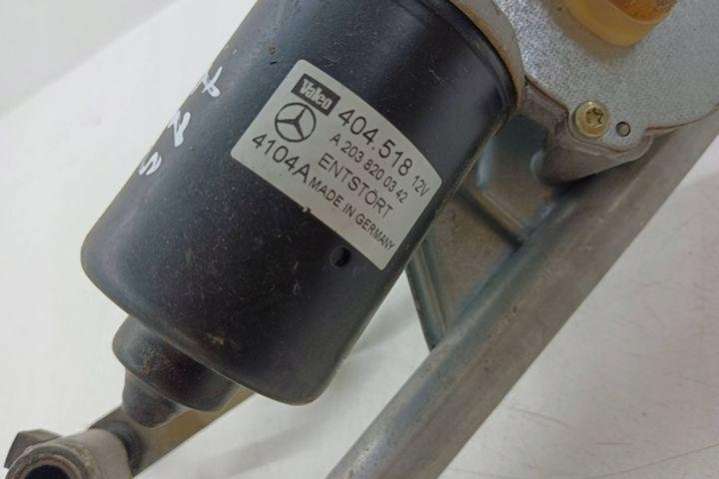 Valeo
404.518 12V
A 203 820 03 42
ENTSTÖRT
4104A MADE IN GERMANY